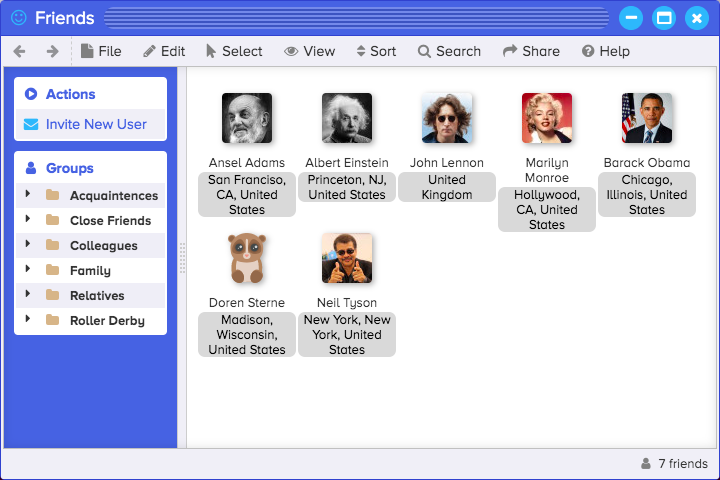 Friends
File Edit Select View Sort Search Share Help
Actions
Invite New User
Groups
Acquaintences
Close Friends
Colleagues
Family
Relatives
Roller Derby
Ansel Adams
San Franciso,
CA, United
States
Albert Einstein
Princeton, NJ,
United States
John Lennon
United
Kingdom
Marilyn
Monroe
Hollywood,
CA, United
States
Barack Obama
Chicago,
Illinois, United
States
Doren Sterne
Madison,
Wisconsin,
United States
Neil Tyson
New York, New
York, United
States
7 friends